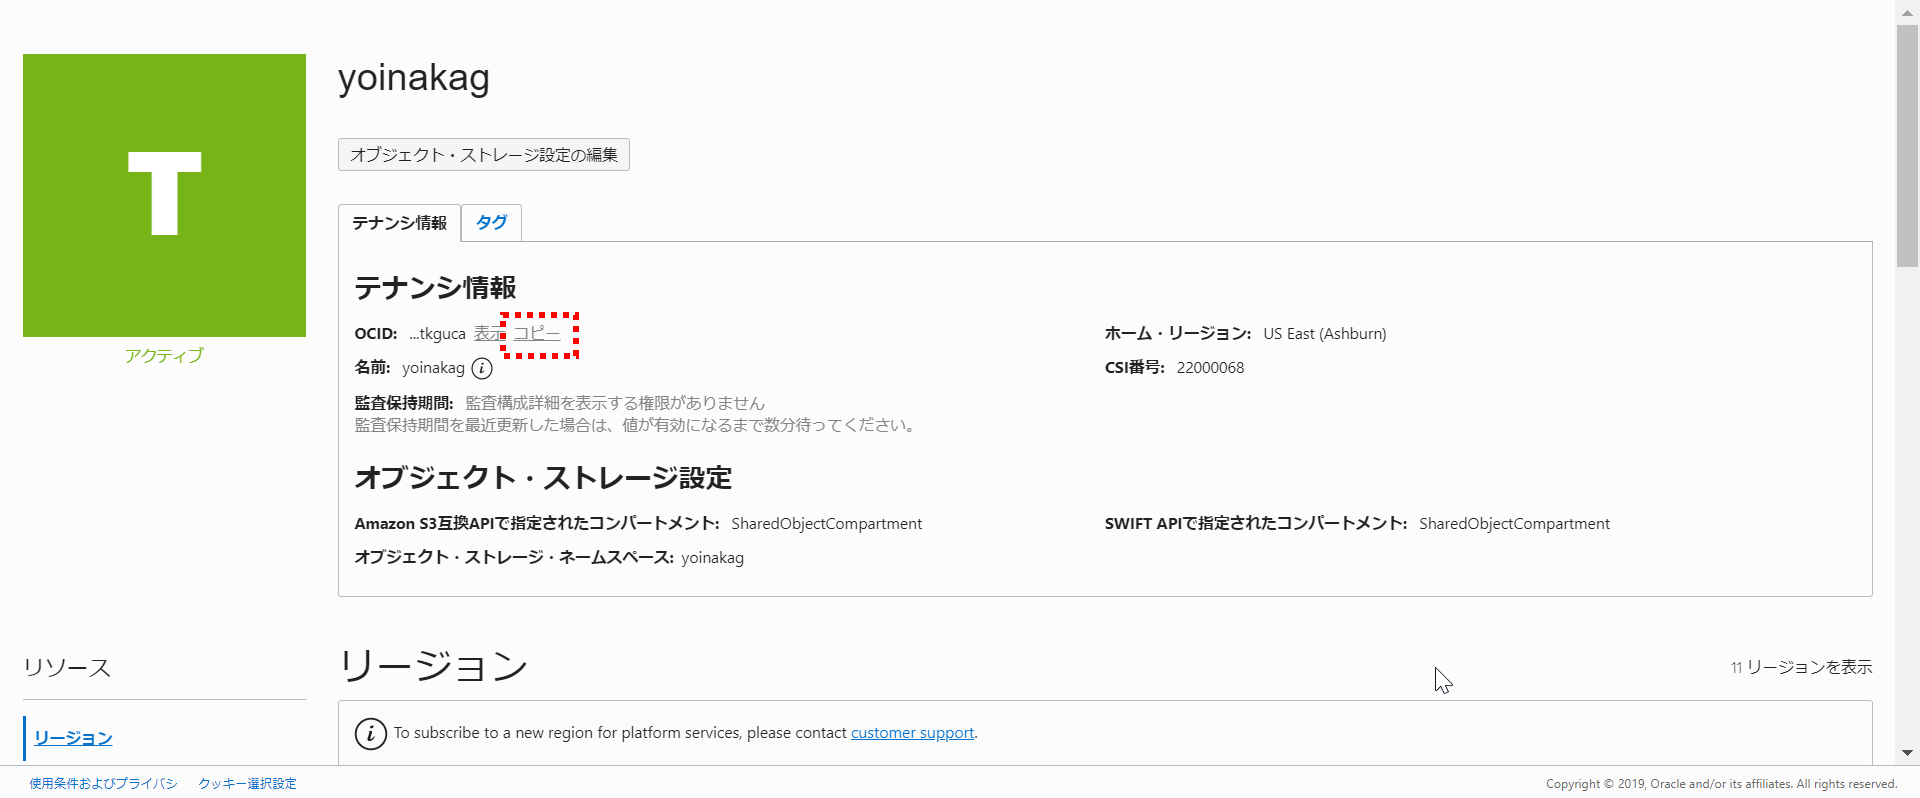 yoinakag
T
アクティブ
オブジェクト・ストレージ設定の編集
テナンシ情報 タグ
テナンシ情報
OCID: ...tkguca 表示 コピー
ホーム・リージョン: US East (Ashburn)
名前: yoinakag i
CSI番号: 22000068
監査保持期間: 監査構成詳細を表示する権限がありません
監査保持期間を最近更新した場合は、値が有効になるまで数分待ってください。
オブジェクト・ストレージ設定
Amazon S3互換APIで指定されたコンパートメント: SharedObjectCompartment
SWIFT APIで指定されたコンパートメント: SharedObjectCompartment
オブジェクト・ストレージ・ネームスペース: yoinakag
リソース
リージョン
リージョン
11 リージョンを表示
i To subscribe to a new region for platform services, please contact customer support.
使用条件およびプライバシ クッキー選択設定
Copyright © 2019, Oracle and/or its affiliates. All rights reserved.